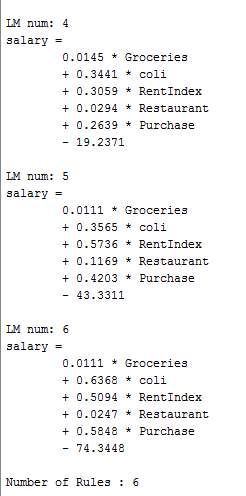 LM num: 4
salary =
0.0145 * Groceries
+ 0.3441 * coli
+ 0.3059 * RentIndex
+ 0.0294 * Restaurant
+ 0.2639 * Purchase
- 19.2371
LM num: 5
salary =
0.0111 * Groceries
+ 0.3565 * coli
+ 0.5736 * RentIndex
+ 0.1169 * Restaurant
+ 0.4203 * Purchase
- 43.3311
LM num: 6
salary =
0.0111 * Groceries
+ 0.6368 * coli
+ 0.5094 * RentIndex
+ 0.0247 * Restaurant
+ 0.5848 * Purchase
- 74.3448
Number of Rules : 6